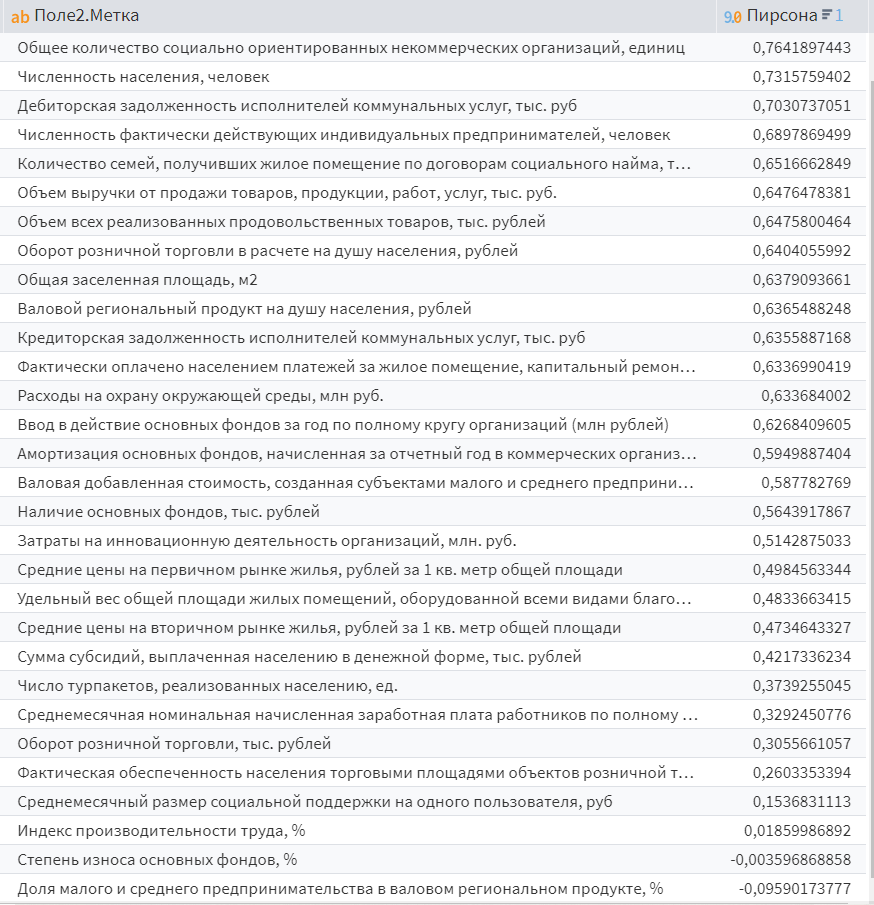 ab Поле2.Метка 9.0 Пирсона 1
Общее количество социально ориентированных некоммерческих организаций, единиц 0,7641897443
Численность населения, человек 0,7315759402
Дебиторская задолженность исполнителей коммунальных услуг, тыс. руб 0,7030737051
Численность фактически действующих индивидуальных предпринимателей, человек 0,6897869499
Количество семей, получивших жилое помещение по договорам социального найма, т... 0,6516662849
Объем выручки от продажи товаров, продукции, работ, услуг, тыс. руб. 0,6476478381
Объем всех реализованных продовольственных товаров, тыс. рублей 0,6475800464
Оборот розничной торговли в расчете на душу населения, рублей 0,6404055992
Общая заселенная площадь, м2 0,6379093661
Валовой региональный продукт на душу населения, рублей 0,6365488248
Кредиторская задолженность исполнителей коммунальных услуг, тыс. руб 0,6355887168
Фактически оплачено населением платежей за жилое помещение, капитальный ремон... 0,6336990419
Расходы на охрану окружающей среды, млн руб. 0,633684002
Ввод в действие основных фондов за год по полному кругу организаций (млн рублей) 0,6268409605
Амортизация основных фондов, начисленная за отчетный год в коммерческих организ... 0,5949887404
Валовая добавленная стоимость, созданная субъектами малого и среднего предприни... 0,587782769
Наличие основных фондов, тыс. рублей 0,5643917867
Затраты на инновационную деятельность организаций, млн. руб. 0,5142875033
Средние цены на первичном рынке жилья, рублей за 1 кв. метр общей площади 0,4984563344
Удельный вес общей площади жилых помещений, оборудованной всеми видами благо... 0,4833663415
Средние цены на вторичном рынке жилья, рублей за 1 кв. метр общей площади 0,4734643327
Сумма субсидий, выплаченная населению в денежной форме, тыс. рублей 0,4217336234
Число турпакетов, реализованных населению, ед. 0,3739255045
Среднемесячная номинальная начисленная заработная плата работников по полному ... 0,3292450776
Оборот розничной торговли, тыс. рублей 0,3055661057
Фактическая обеспеченность населения торговыми площадями объектов розничной т... 0,2603353394
Среднемесячный размер социальной поддержки на одного пользователя, руб 0,1536831113
Индекс производительности труда, % 0,01859986892
Степень износа основных фондов, % -0,003596868858
Доля малого и среднего предпринимательства в валовом региональном продукте, % -0,09590173777